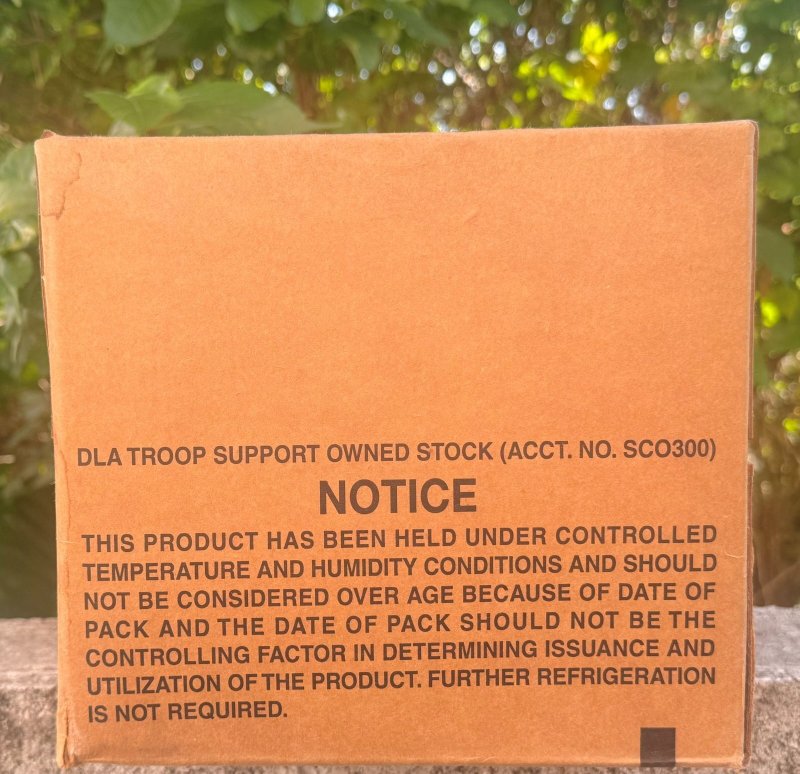 DLA TROOP SUPPORT OWNED STOCK (ACCT. NO. SCO300)
NOTICE
THIS PRODUCT HAS BEEN HELD UNDER CONTROLLED
TEMPERATURE AND HUMIDITY CONDITIONS AND SHOULD
NOT BE CONSIDERED OVER AGE BECAUSE OF DATE OF
PACK AND THE DATE OF PACK SHOULD NOT BE THE
CONTROLLING FACTOR IN DETERMINING ISSUANCE AND
UTILIZATION OF THE PRODUCT. FURTHER REFRIGERATION
IS NOT REQUIRED.